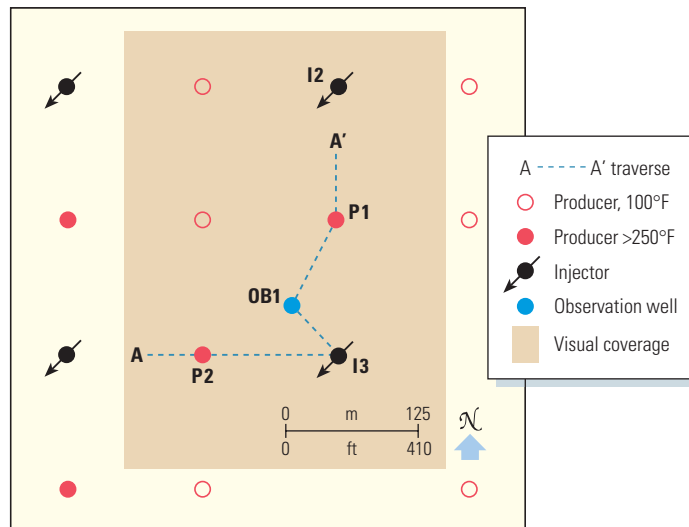 I2
A'
P1
OB1
A
P2
I3
0 m 125
0 ft 410
N
A A' traverse
Producer, 100°F
Producer >250°F
Injector
Observation well
Visual coverage